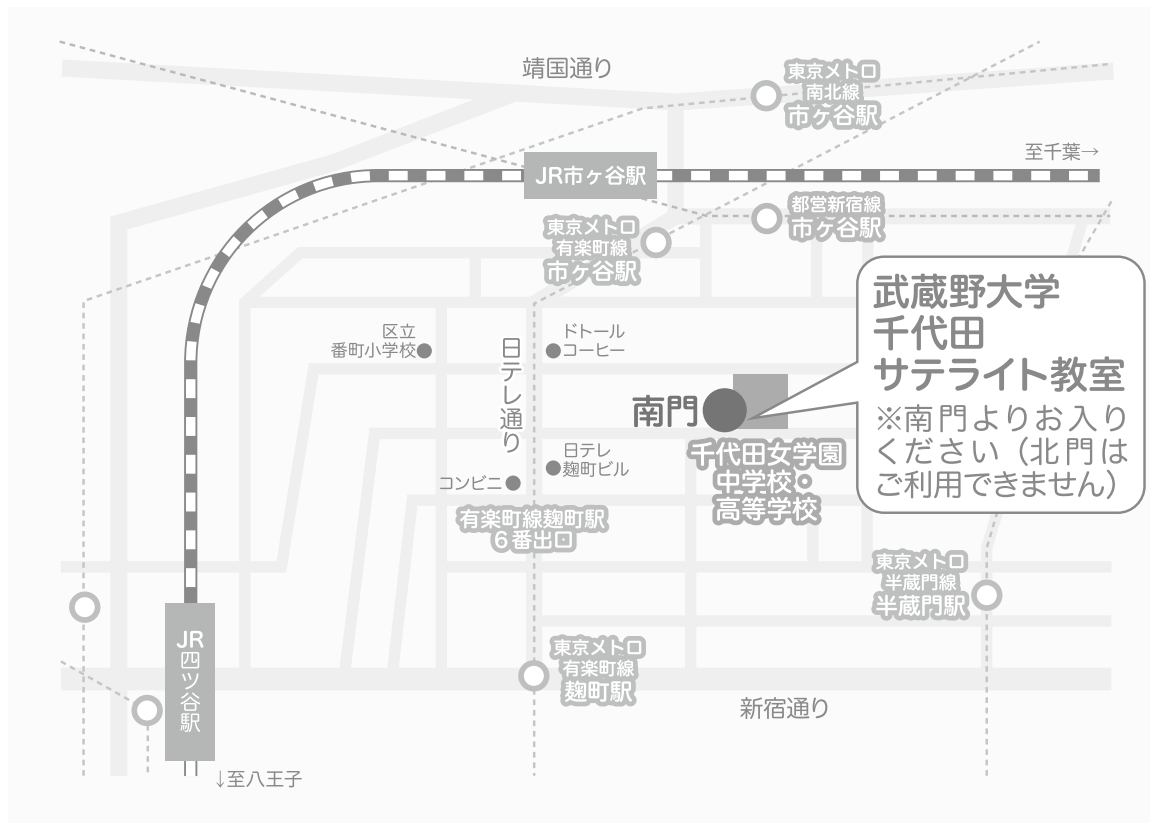 靖国通り
東京メトロ
南北線
市ヶ谷駅
至千葉→
JR市ヶ谷駅
都営新宿線
市ヶ谷駅
東京メトロ
有楽町線
市ヶ谷駅
武蔵野大学
千代田
サテライト教室
※南門よりお入り
ください（北門は
ご利用できません）
区立
番町小学校
日テレ通り
ドトール
コーヒー
南門
千代田女学園
中学校・
高等学校
日テレ
麹町ビル
コンビニ
有楽町線麹町駅
6番出口
東京メトロ
半蔵門線
半蔵門駅
JR四ツ谷駅
東京メトロ
有楽町線
麹町駅
新宿通り
↓至八王子